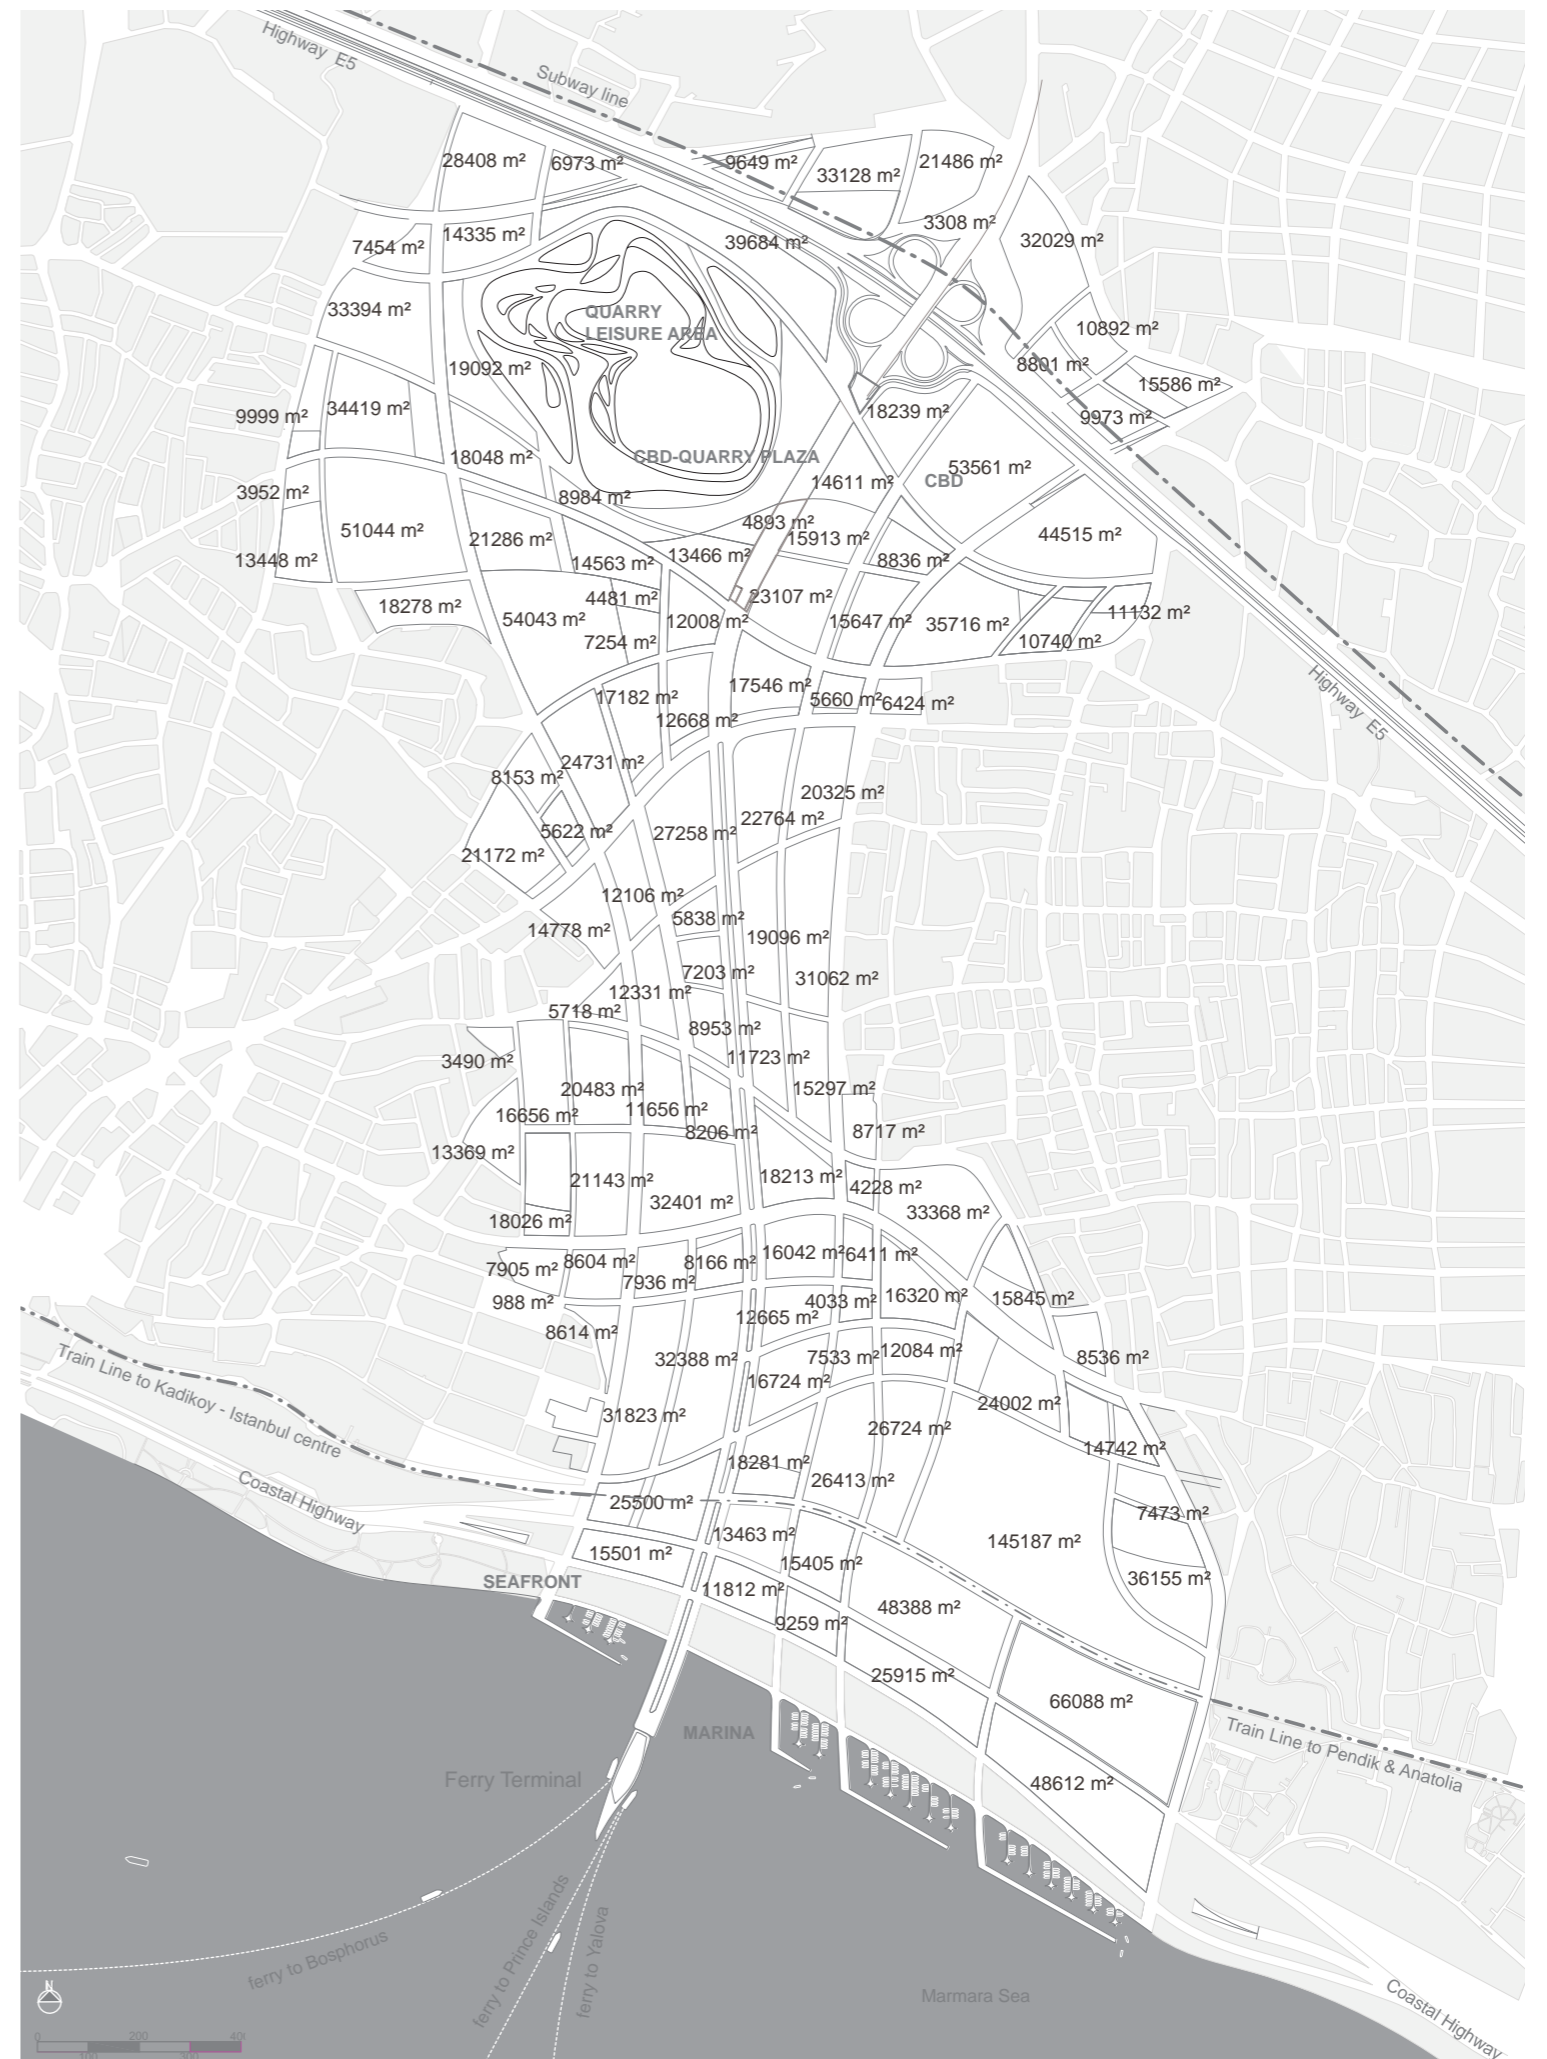 Highway E5
Subway line
28408 m²
6973 m²
9649 m²
33128 m²
21486 m²
3308 m²
7454 m²
14335 m²
39684 m²
32029 m²
33394 m²
QUARRY
LEISURE AREA
10892 m²
19092 m²
8801 m²
15586 m²
9999 m²
34419 m²
18239 m²
9973 m²
18048 m²
CBD-QUARRY PLAZA
53561 m²
3952 m²
8984 m²
14611 m²
CBD
51044 m²
21286 m²
4893 m²
15913 m²
44515 m²
13448 m²
14563 m²
13466 m²
8836 m²
18278 m²
54043 m²
4481 m²
23107 m²
12008 m²
15647 m²
35716 m²
11132 m²
7254 m²
10740 m²
17182 m²
17546 m²
5660 m²
6424 m²
12668 m²
Highway E5
8153 m²
24731 m²
20325 m²
5622 m²
27258 m²
22764 m²
21172 m²
12106 m²
14778 m²
5838 m²
19096 m²
7203 m²
31062 m²
12331 m²
5718 m²
8953 m²
3490 m²
11723 m²
20483 m²
15297 m²
16656 m²
11656 m²
8206 m²
8717 m²
13369 m²
21143 m²
18213 m²
4228 m²
32401 m²
33368 m²
18026 m²
7905 m²
8604 m²
8166 m²
16042 m²
6411 m²
7936 m²
988 m²
12665 m²
4033 m²
16320 m²
15845 m²
8614 m²
32388 m²
7533 m²
12084 m²
8536 m²
16724 m²
Train Line to Kadikoy - Istanbul centre
31823 m²
26724 m²
24002 m²
14742 m²
18281 m²
26413 m²
Coastal Highway
25500 m²
7473 m²
13463 m²
145187 m²
15501 m²
15405 m²
SEAFRONT
11812 m²
36155 m²
9259 m²
48388 m²
25915 m²
66088 m²
MARINA
Train Line to Pendik & Anatolia
Ferry Terminal
48612 m²
ferry to Bosphorus
ferry to Prince Islands
ferry to Yalova
Marmara Sea
Coastal Highway
N
0 200